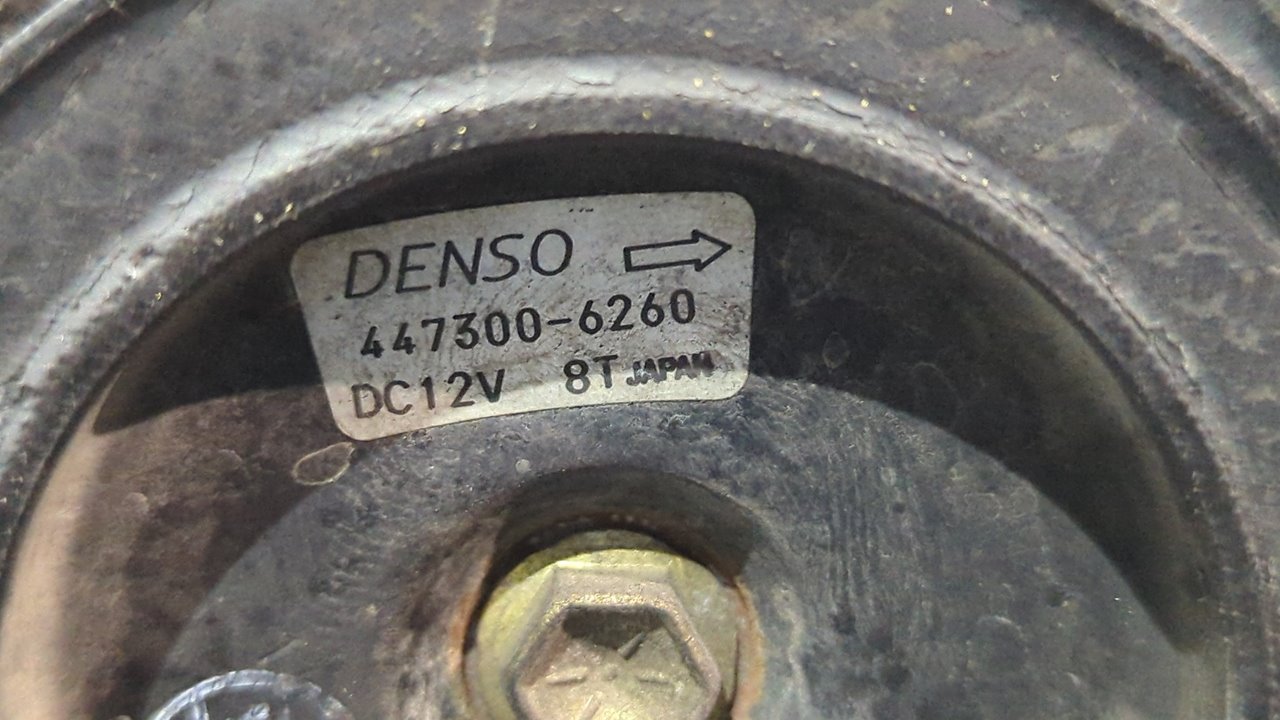 DENSO
447300-6260
DC12V 8T JAPAN